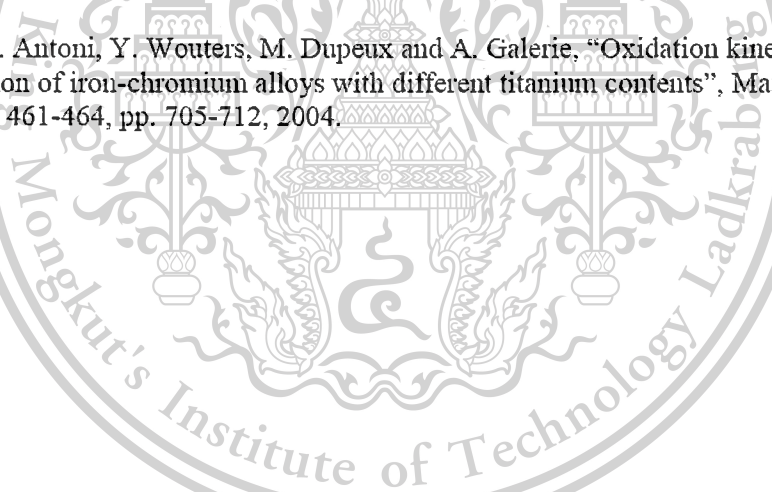 . Antoni, Y. Wouters, M. Dupeux and A. Galerie, “Oxidation kine
on of iron-chromium alloys with different titanium contents”, Ma
461-464, pp. 705-712, 2004.
Mongkut's Institute of Technology Ladkrabang